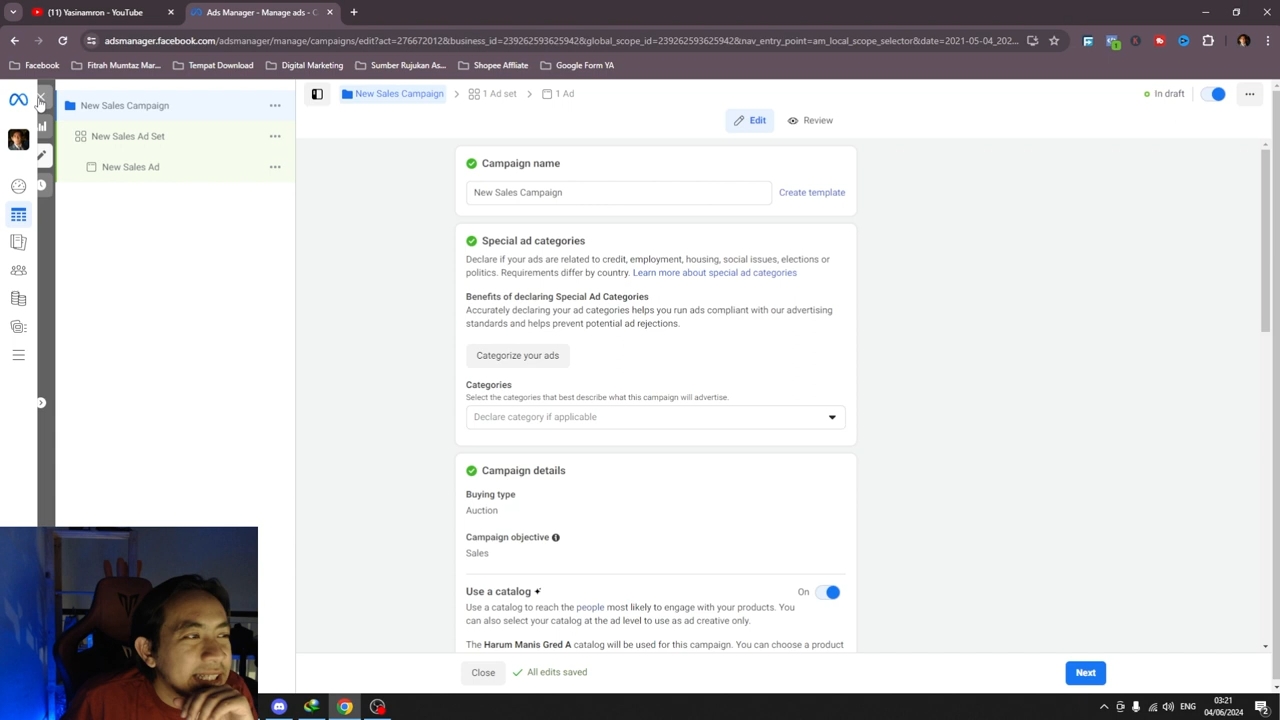 (1) Yasinamron - YouTube
Ads Manager - Manage ads - C
adsmanager.facebook.com/adsmanager/manage/campaigns/edit?act=276672012&business_id=239262593625942&global_scope_id=239262593625942&nav_entry_point=am_local_scope_selector&date=2021-05-04_202...
Facebook
Fitrah Mumtaz Mar...
Tempat Download
Digital Marketing
Sumber Rujukan As...
Shopee Affliate
Google Form YA
New Sales Campaign
New Sales Ad Set
New Sales Ad
New Sales Campaign
1 Ad set
1 Ad
In draft
Edit
Review
Campaign name
New Sales Campaign
Create template
Special ad categories
Declare if your ads are related to credit, employment, housing, social issues, elections or
politics. Requirements differ by country. Learn more about special ad categories
Benefits of declaring Special Ad Categories
Accurately declaring your ad categories helps you run ads compliant with our advertising
standards and helps prevent potential ad rejections.
Categorize your ads
Categories
Select the categories that best describe what this campaign will advertise.
Declare category if applicable
Campaign details
Buying type
Auction
Campaign objective
Sales
Use a catalog
On
Use a catalog to reach the people most likely to engage with your products. You
can also select your catalog at the ad level to use as ad creative only.
The Harum Manis Gred A catalog will be used for this campaign. You can choose a product
Close
All edits saved
Next
ENG
03:21
04/06/2024
2